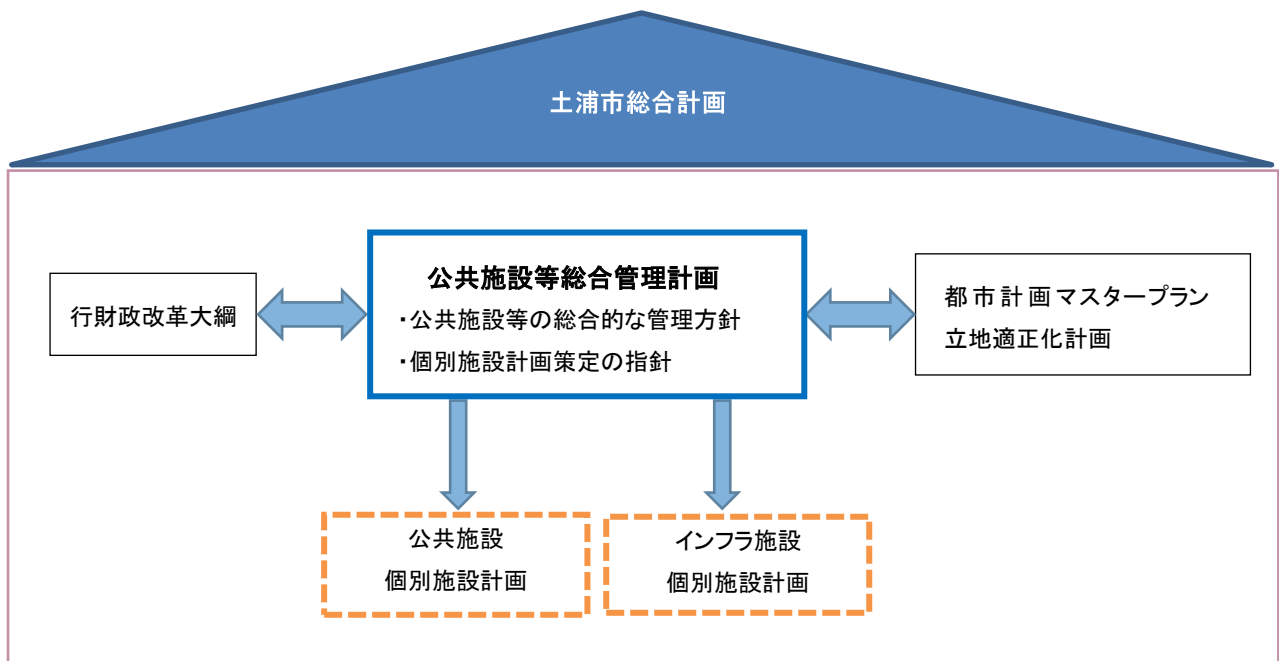 土浦市総合計画
行財政改革大綱
公共施設等総合管理計画
・公共施設等の総合的な管理方針
・個別施設計画策定の指針
都市計画マスタープラン
立地適正化計画
公共施設
個別施設計画
インフラ施設
個別施設計画